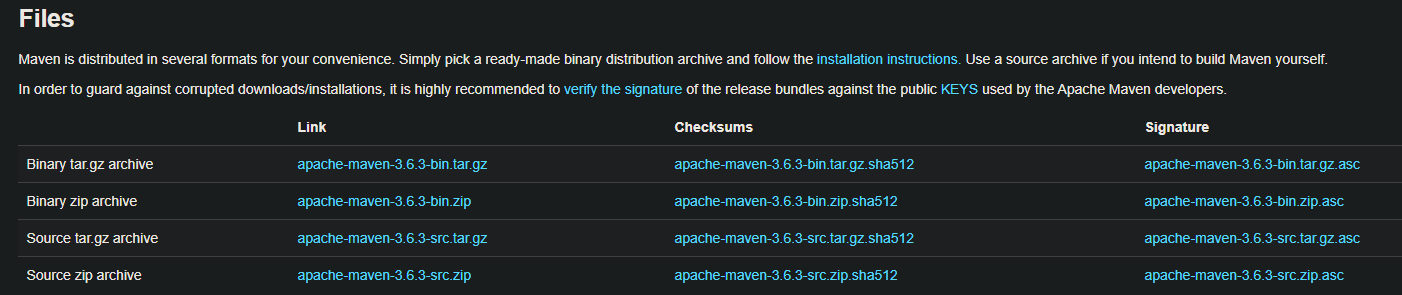 Files
Maven is distributed in several formats for your convenience. Simply pick a ready-made binary distribution archive and follow the installation instructions. Use a source archive if you intend to build Maven yourself.
In order to guard against corrupted downloads/installations, it is highly recommended to verify the signature of the release bundles against the public KEYS used by the Apache Maven developers.
Link Checksums Signature
Binary tar.gz archive apache-maven-3.6.3-bin.tar.gz apache-maven-3.6.3-bin.tar.gz.sha512 apache-maven-3.6.3-bin.tar.gz.asc
Binary zip archive apache-maven-3.6.3-bin.zip apache-maven-3.6.3-bin.zip.sha512 apache-maven-3.6.3-bin.zip.asc
Source tar.gz archive apache-maven-3.6.3-src.tar.gz apache-maven-3.6.3-src.tar.gz.sha512 apache-maven-3.6.3-src.tar.gz.asc
Source zip archive apache-maven-3.6.3-src.zip apache-maven-3.6.3-src.zip.sha512 apache-maven-3.6.3-src.zip.asc